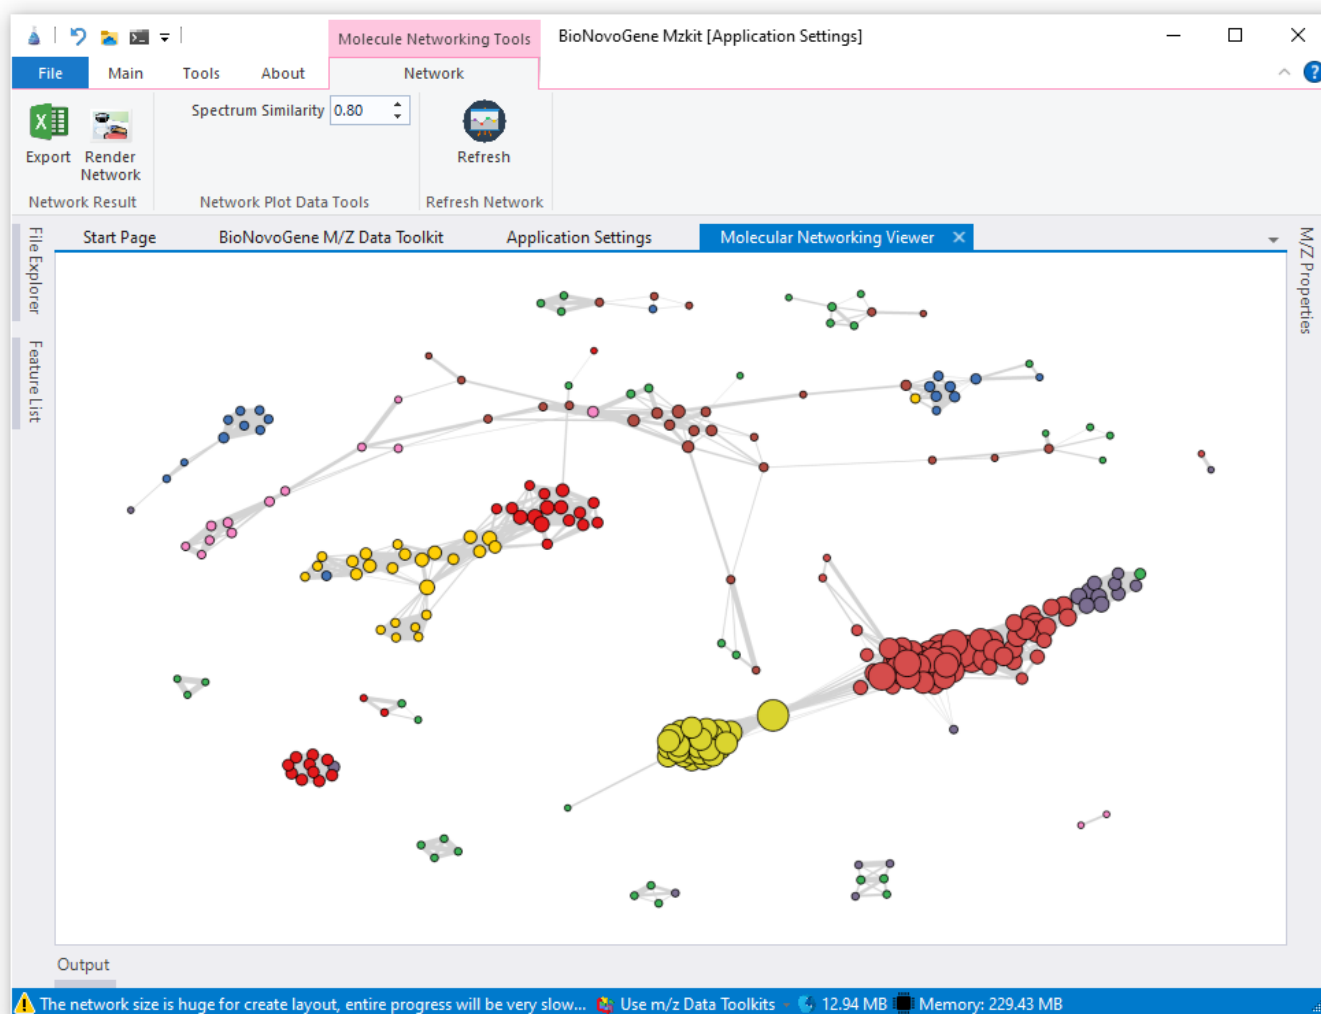 Molecule Networking Tools
BioNovoGene Mzkit [Application Settings]
File Main Tools About Network
Spectrum Similarity 0.80
Export Render Network Refresh
Network Result Network Plot Data Tools Refresh Network
Start Page BioNovoGene M/Z Data Toolkit Application Settings Molecular Networking Viewer
File Explorer
Feature List
M/Z Properties
Output
The network size is huge for create layout, entire progress will be very slow... Use m/z Data Toolkits - 12.94 MB Memory: 229.43 MB